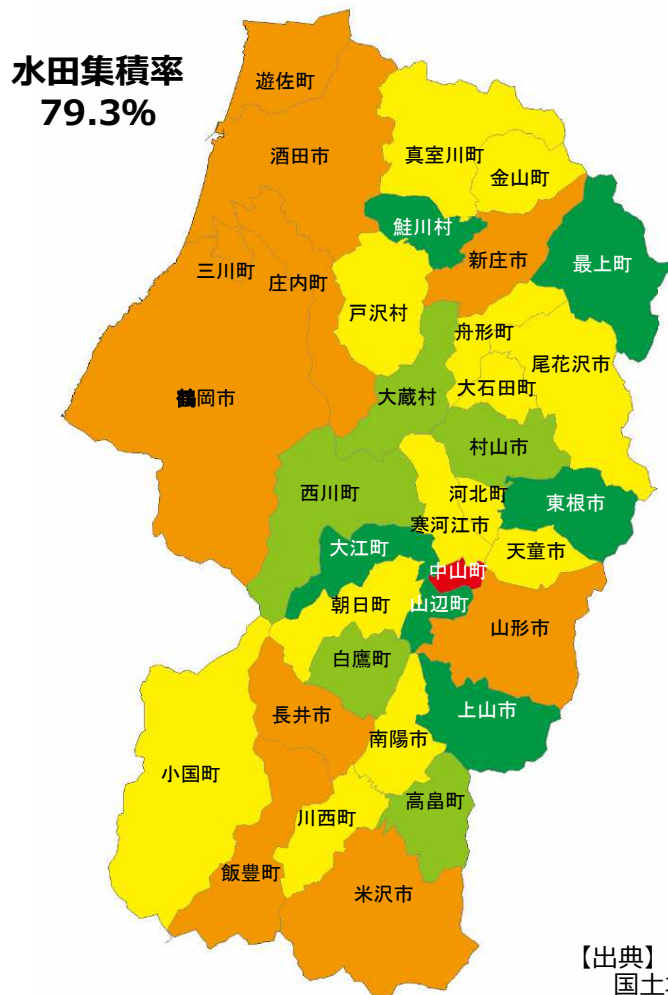 水田集積率
79.3%
遊佐町
酒田市
真室川町
金山町
鮭川村
新庄市
最上町
三川町
庄内町
戸沢村
舟形町
尾花沢市
大石田町
鶴岡市
大蔵村
村山市
西川町
河北町
東根市
寒河江市
大江町
天童市
中山町
朝日町
山辺町
山形市
白鷹町
長井市
上山市
南陽市
小国町
高畠町
川西町
飯豊町
米沢市
【出典】
国土